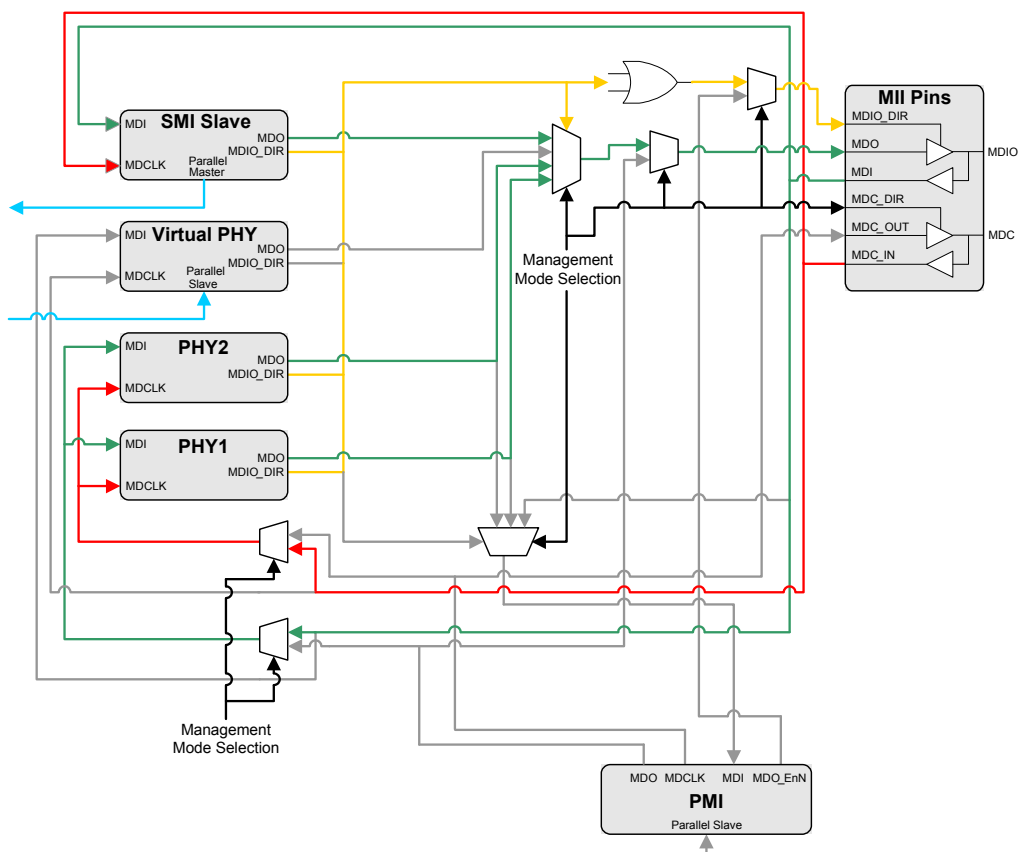 SMI Slave
MDI
MDO
MDIO_DIR
MDCLK
Parallel
Master
MII Pins
MDIO_DIR
MDO
MDIO
MDI
MDC_DIR
MDC_OUT
MDC
MDC_IN
Virtual PHY
MDI
MDO
MDIO_DIR
MDCLK
Parallel
Slave
Management
Mode Selection
PHY2
MDI
MDO
MDIO_DIR
MDCLK
PHY1
MDI
MDO
MDIO_DIR
MDCLK
Management
Mode Selection
MDO MDCLK MDI MDO_EnN
PMI
Parallel Slave